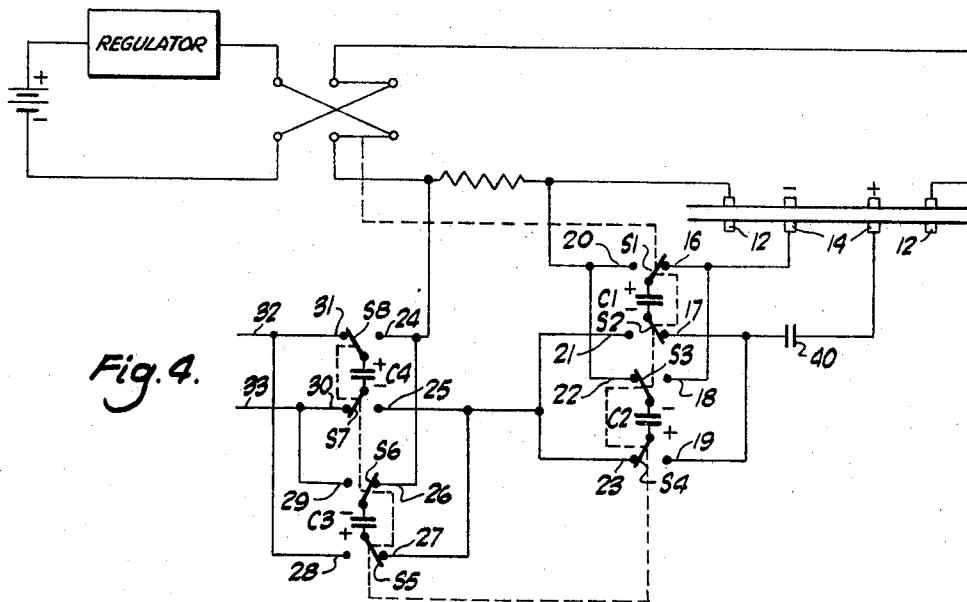 REGULATOR
+
-
- +
12 14 12
20 S1 16
+
C1
-
S2 17
21 S3
22 18
C2 -
+
23 S4 19
40
32 31 S8 24
+
C4
-
33 30 25
S7
S6
29 26
C3 -
+
27
28 S5
Fig. 4.